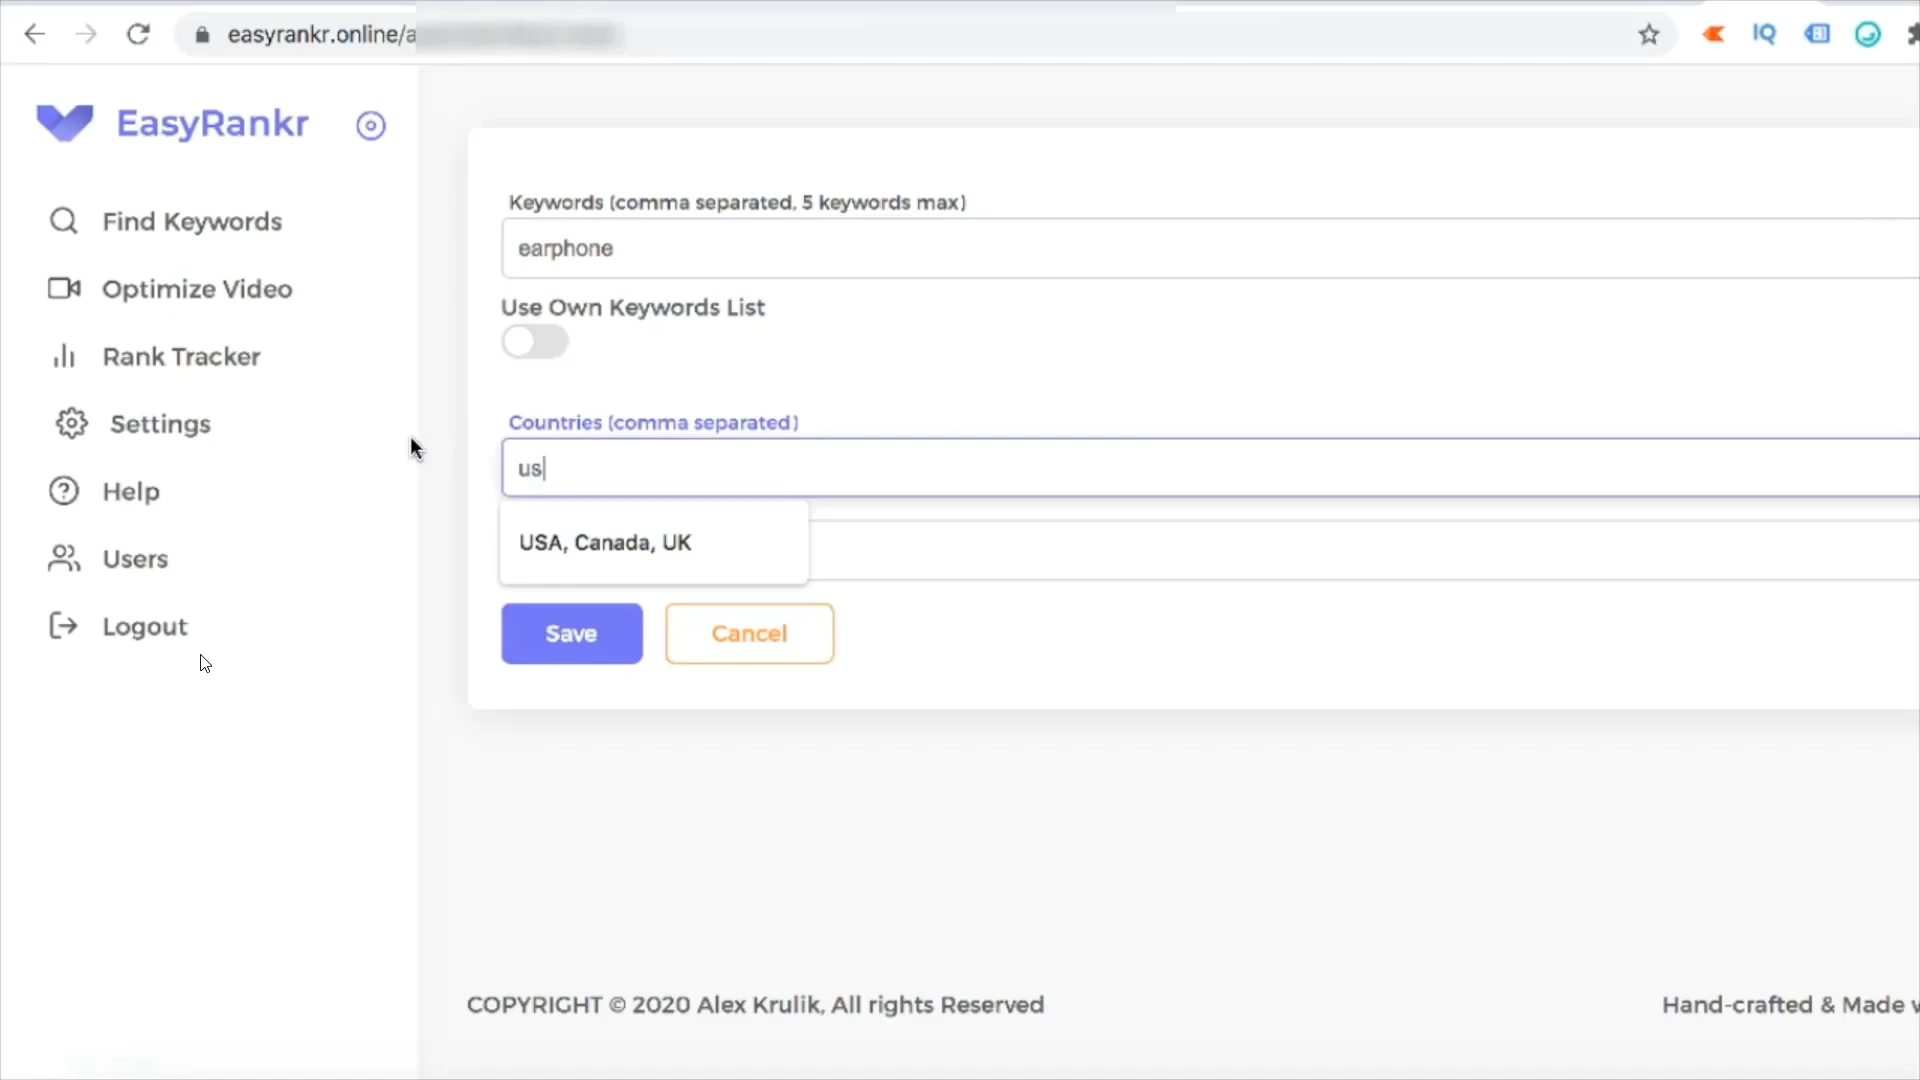 easyrankr.online/a
IQ
EasyRankr
Find Keywords
Optimize Video
Rank Tracker
Settings
Help
Users
Logout
Keywords (comma separated, 5 keywords max)
earphone
Use Own Keywords List
Countries (comma separated)
us
USA, Canada, UK
Save
Cancel
COPYRIGHT © 2020 Alex Krulik, All rights Reserved
Hand-crafted & Made